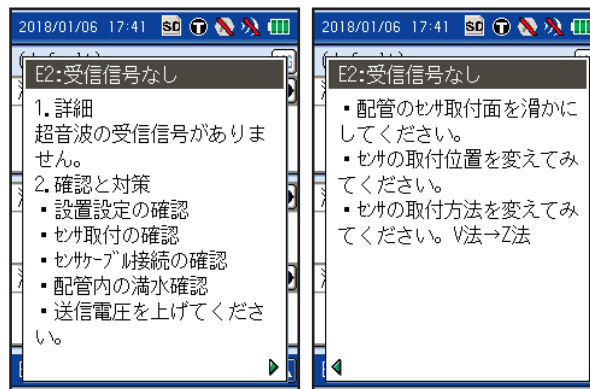 2018/01/06 17:41 SD T
E2:受信信号なし
1.詳細
超音波の受信信号がありま
せん。
2.確認と対策
▪設置設定の確認
▪ｾﾝｻ取付の確認
▪ｾﾝｻｹｰﾌﾞﾙ接続の確認
▪配管内の満水確認
▪送信電圧を上げてくださ
い。
2018/01/06 17:41 SD T
E2:受信信号なし
▪配管のｾﾝｻ取付面を滑かに
してください。
▪ｾﾝｻの取付位置を変えてみ
てください。
▪ｾﾝｻの取付方法を変えてみ
てください。V法→Z法